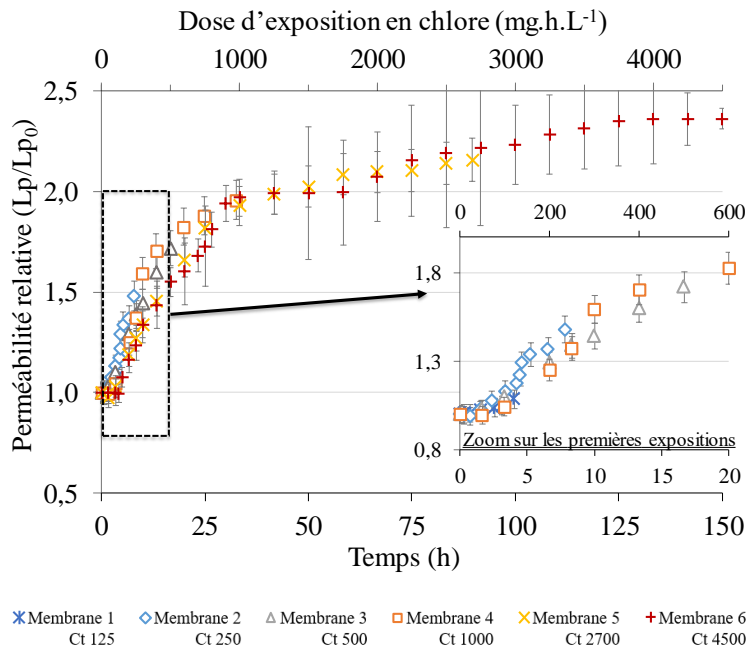 Dose d’exposition en chlore (mg.h.L-1)
0 1000 2000 3000 4000
Perméabilité relative (Lp/Lp0)
2,5
2,0
1,5
1,0
0,5
0 200 400 600
1,8
1,3
0,8
Zoom sur les premières expositions
0 5 10 15 20
0 25 50 75 100 125 150
Temps (h)
Membrane 1 Membrane 2 Membrane 3 Membrane 4 Membrane 5 Membrane 6
Ct 125 Ct 250 Ct 500 Ct 1000 Ct 2700 Ct 4500